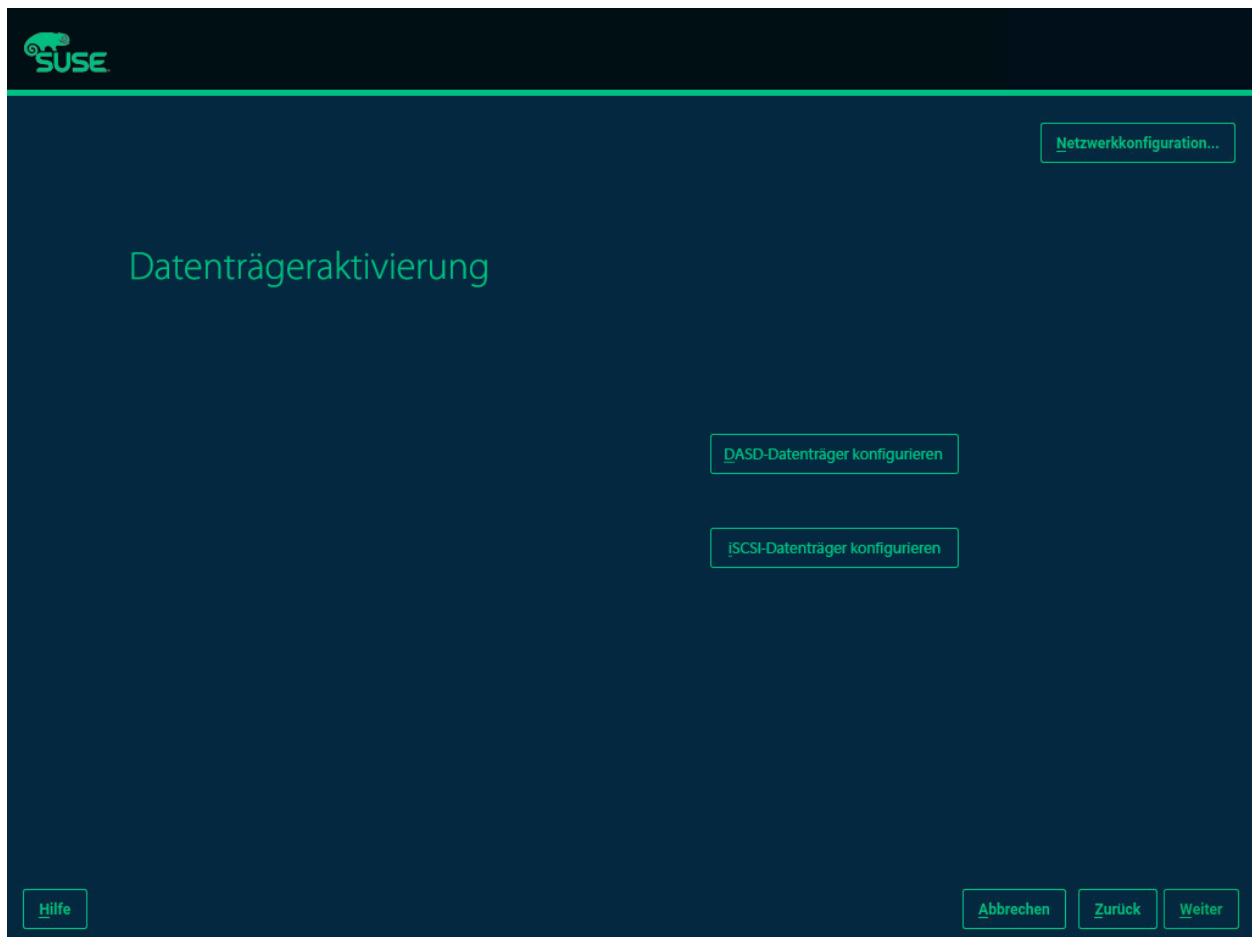 SUSE
Netzwerkkonfiguration...
Datenträgeraktivierung
DASD-Datenträger konfigurieren
iSCSI-Datenträger konfigurieren
Hilfe
Abbrechen
Zurück
Weiter